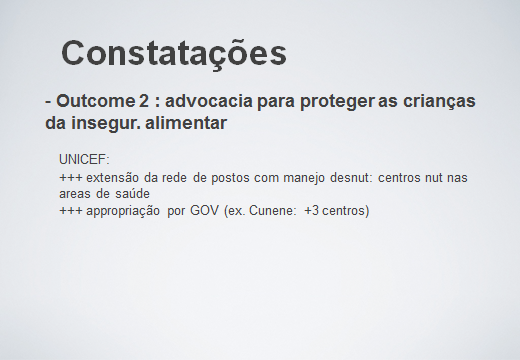 Constatações
- Outcome 2 : advocacia para proteger as crianças
da insegur. alimentar
UNICEF:
+++ extensão da rede de postos com manejo desnut: centros nut nas
areas de saúde
+++ appropriação por GOV (ex. Cunene: +3 centros)